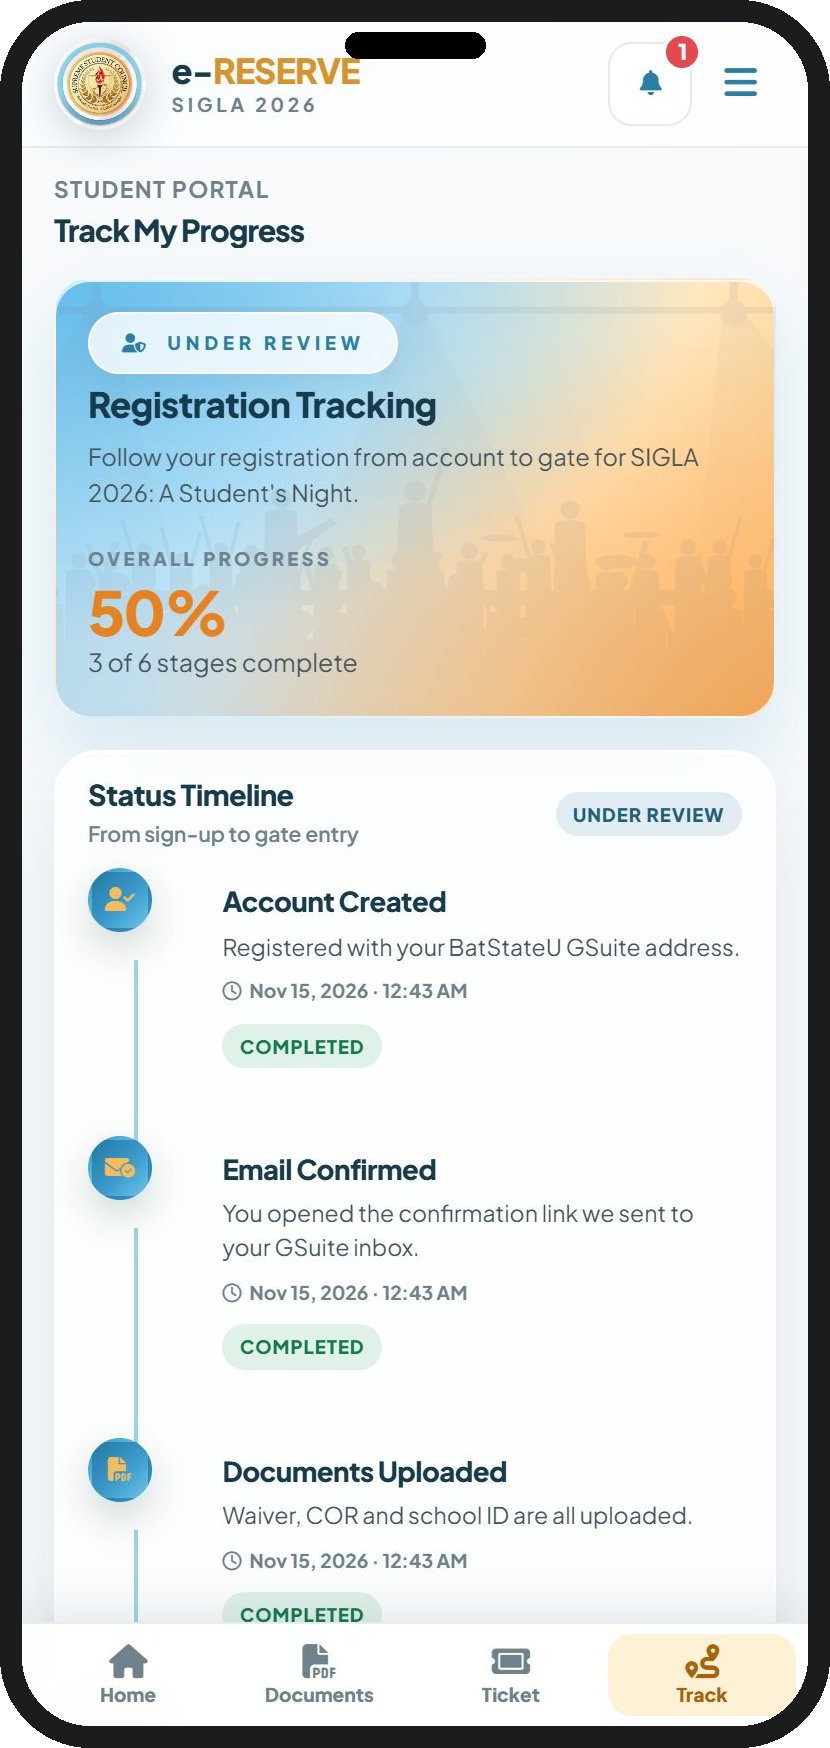 e-RESERVE
SIGLA 2026
1
STUDENT PORTAL
Track My Progress
UNDER REVIEW
Registration Tracking
Follow your registration from account to gate for SIGLA
2026: A Student's Night.
OVERALL PROGRESS
50%
3 of 6 stages complete
Status Timeline
From sign-up to gate entry
UNDER REVIEW
Account Created
Registered with your BatStateU GSuite address.
Nov 15, 2026 · 12:43 AM
COMPLETED
Email Confirmed
You opened the confirmation link we sent to
your GSuite inbox.
Nov 15, 2026 · 12:43 AM
COMPLETED
PDF
Documents Uploaded
Waiver, COR and school ID are all uploaded.
Nov 15, 2026 · 12:43 AM
COMPLETED
PDF
Home
Documents
Ticket
Track